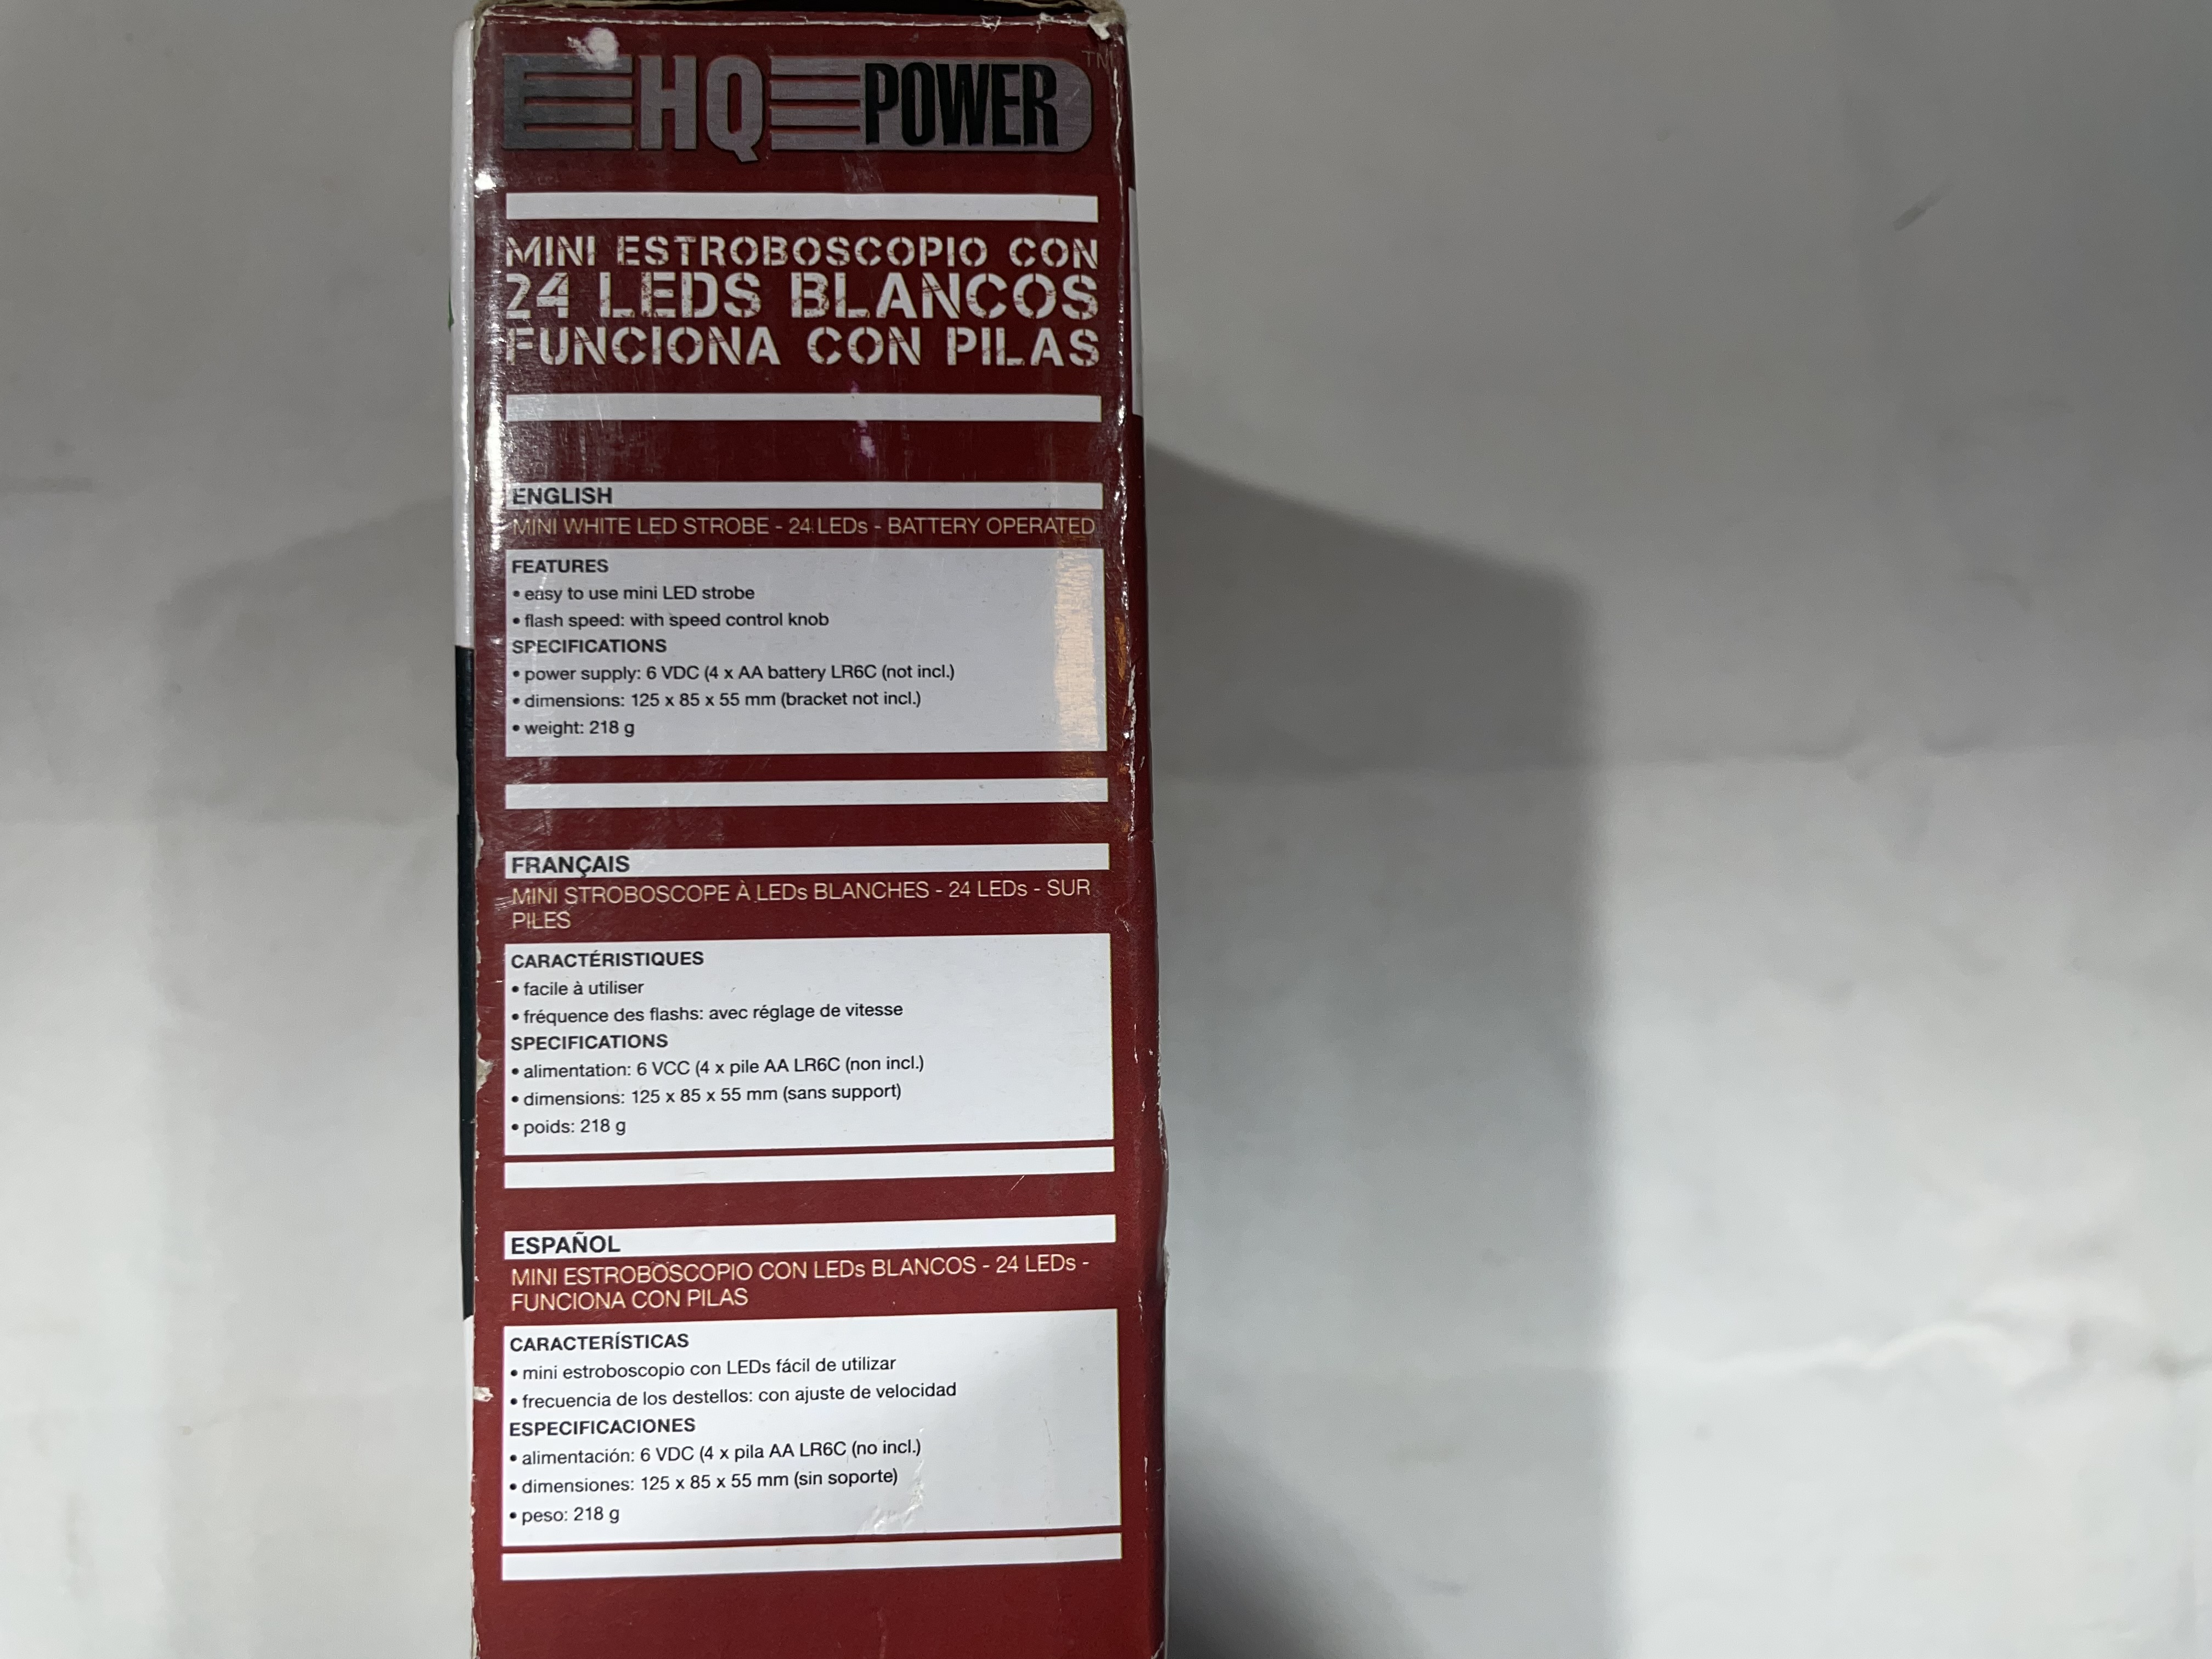 HQ POWER TM
MINI ESTROBOSCOPIO CON
24 LEDS BLANCOS
FUNCIONA CON PILAS
ENGLISH
MINI WHITE LED STROBE - 24 LEDs - BATTERY OPERATED
FEATURES
• easy to use mini LED strobe
• flash speed: with speed control knob
SPECIFICATIONS
• power supply: 6 VDC (4 x AA battery LR6C (not incl.)
• dimensions: 125 x 85 x 55 mm (bracket not incl.)
• weight: 218 g
FRANÇAIS
MINI STROBOSCOPE À LEDs BLANCHES - 24 LEDs - SUR
PILES
CARACTÉRISTIQUES
• facile à utiliser
• fréquence des flashs: avec réglage de vitesse
SPECIFICATIONS
• alimentation: 6 VCC (4 x pile AA LR6C (non incl.)
• dimensions: 125 x 85 x 55 mm (sans support)
• poids: 218 g
ESPAÑOL
MINI ESTROBOSCOPIO CON LEDs BLANCOS - 24 LEDs -
FUNCIONA CON PILAS
CARACTERÍSTICAS
• mini estroboscopio con LEDs fácil de utilizar
• frecuencia de los destellos: con ajuste de velocidad
ESPECIFICACIONES
• alimentación: 6 VDC (4 x pila AA LR6C (no incl.)
• dimensiones: 125 x 85 x 55 mm (sin soporte)
• peso: 218 g